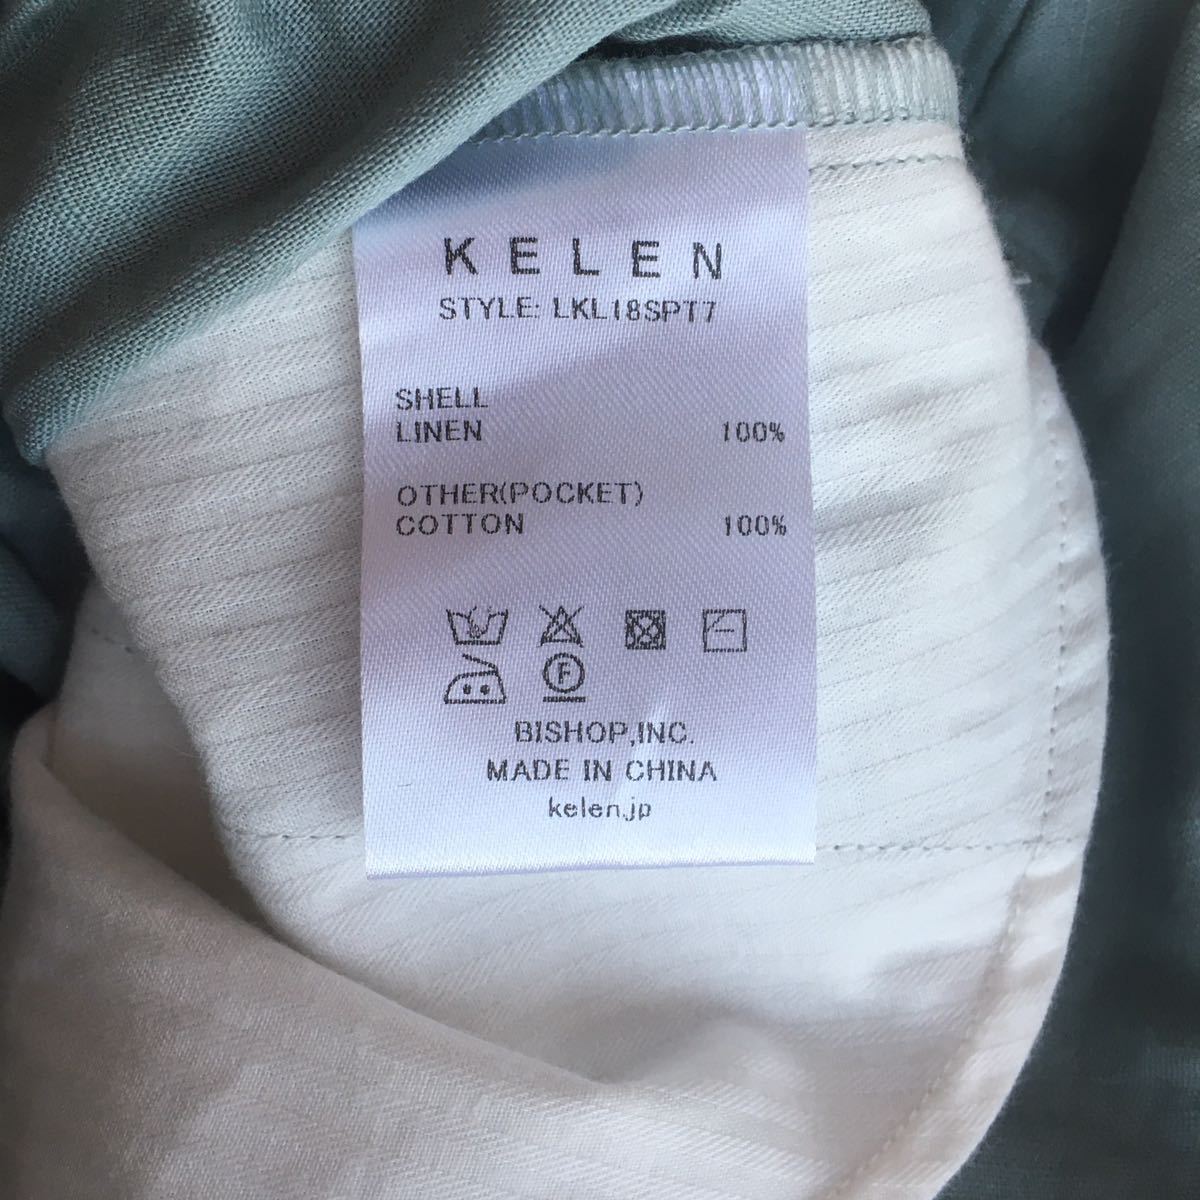 KELEN
STYLE: LKL18SPT7
SHELL
LINEN 100%
OTHER(POCKET)
COTTON 100%
F
BISHOP,INC.
MADE IN CHINA
kelen.jp